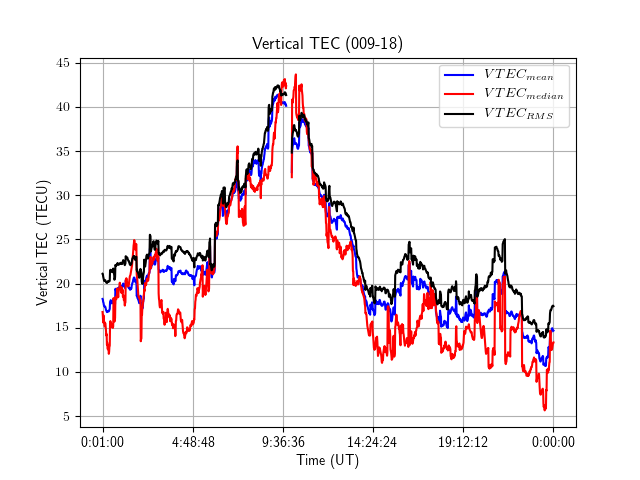 Vertical TEC (009-18)
VTEC_mean
VTEC_median
VTEC_RMS
Vertical TEC (TECU)
45
40
35
30
25
20
15
10
5
0:01:00 4:48:48 9:36:36 14:24:24 19:12:12 0:00:00
Time (UT)